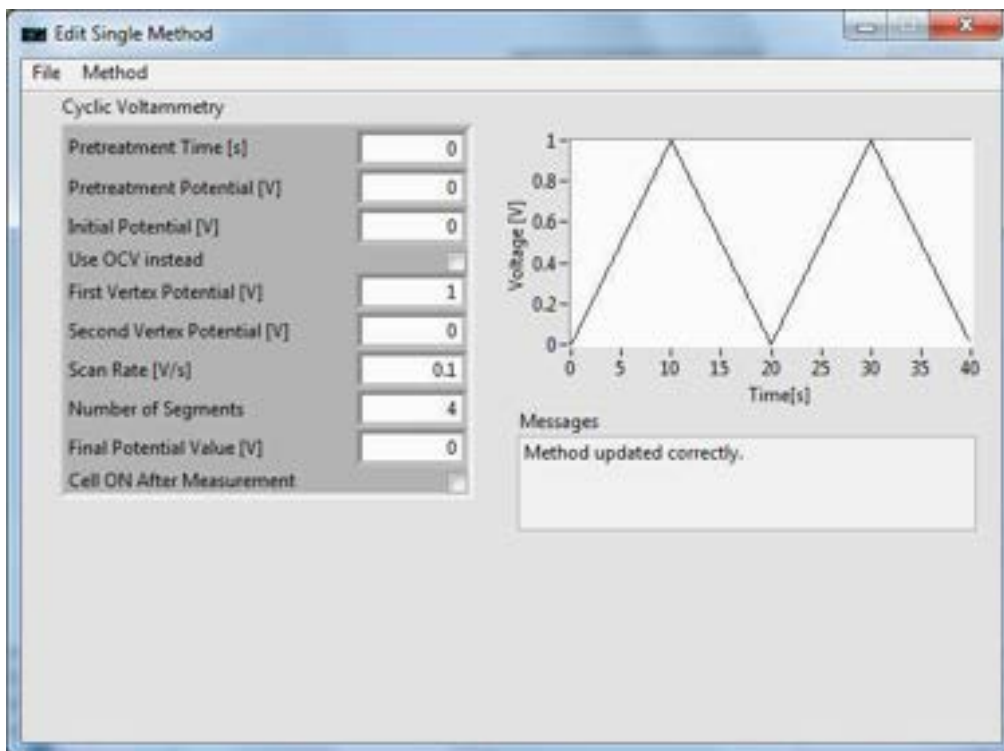 Edit Single Method
File Method
Cyclic Voltammetry
Pretreatment Time [s] 0
Pretreatment Potential [V] 0
Initial Potential [V] 0
Use OCV instead
First Vertex Potential [V] 1
Second Vertex Potential [V] 0
Scan Rate [V/s] 0.1
Number of Segments 4
Final Potential Value [V] 0
Cell ON After Measurement
Voltage [V]
1
0.8
0.6
0.4
0.2
0
0 5 10 15 20 25 30 35 40
Time[s]
Messages
Method updated correctly.